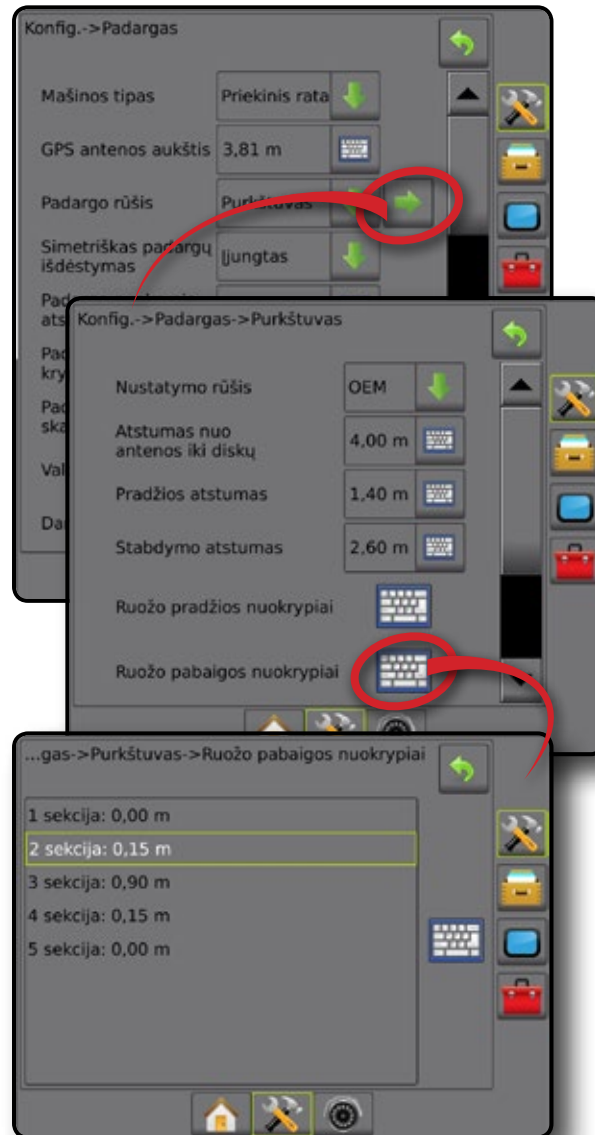 Konfig.->Padargas
Mašinos tipas Priekinis rata
GPS antenos aukštis 3,81 m
Padargo rūšis Purkštuvas
Simetriškas padargų
išdėstymas Įjungtas
Konfig.->Padargas->Purkštuvas
Nustatymo rūšis OEM
Atstumas nuo
antenos iki diskų 4,00 m
Pradžios atstumas 1,40 m
Stabdymo atstumas 2,60 m
Ruožo pradžios nuokrypiai
Ruožo pabaigos nuokrypiai
...gas->Purkštuvas->Ruožo pabaigos nuokrypiai
1 sekcija: 0,00 m
2 sekcija: 0,15 m
3 sekcija: 0,90 m
4 sekcija: 0,15 m
5 sekcija: 0,00 m